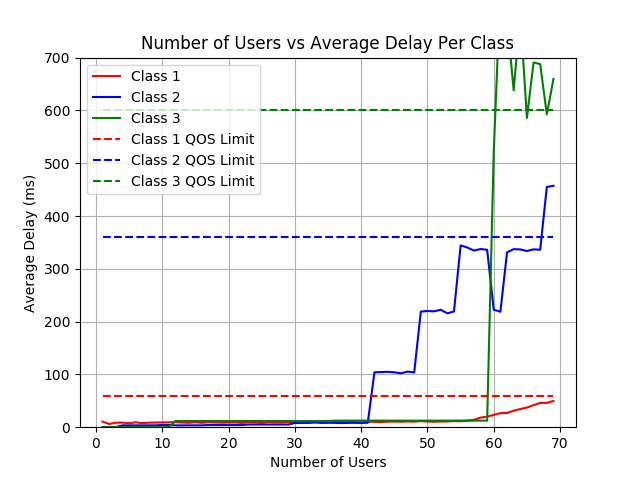 Number of Users vs Average Delay Per Class
700
600
500
400
300
200
100
0
Average Delay (ms)
Class 1
Class 2
Class 3
Class 1 QOS Limit
Class 2 QOS Limit
Class 3 QOS Limit
0 10 20 30 40 50 60 70
Number of Users